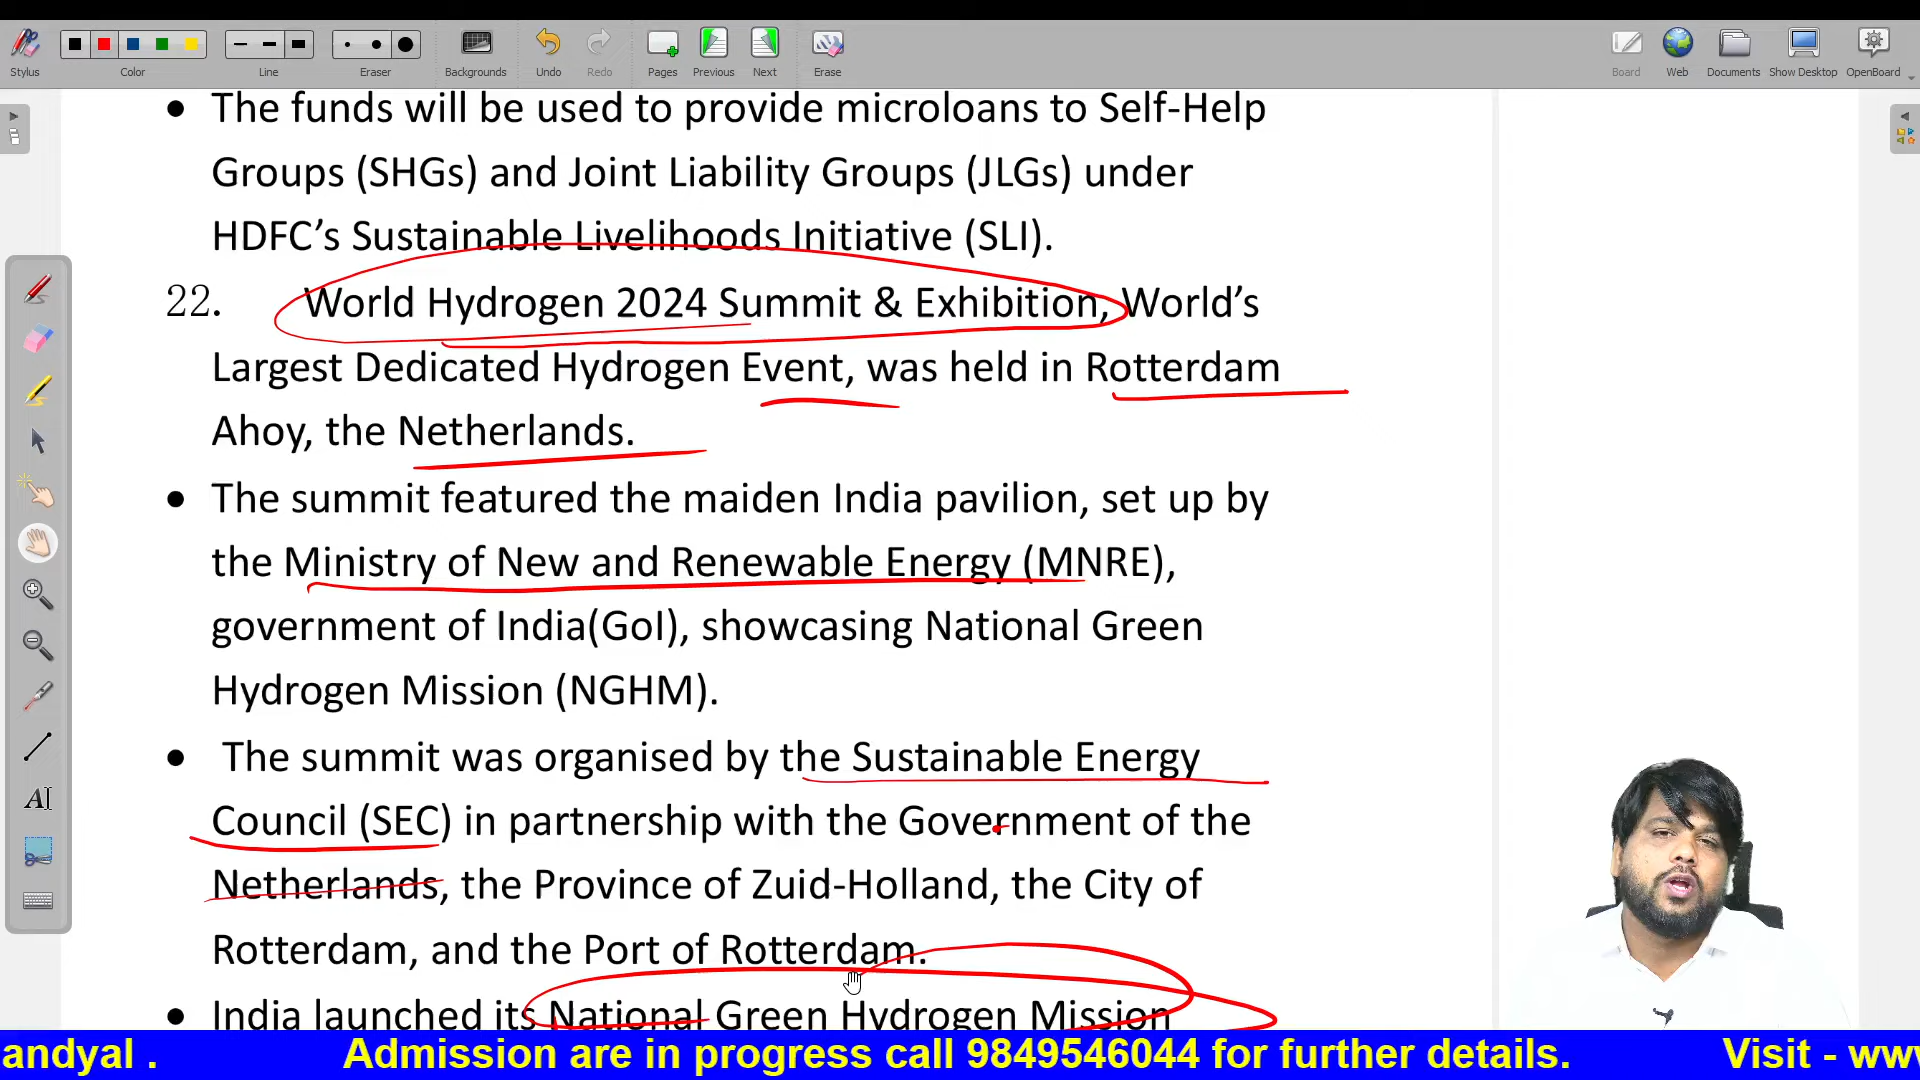 Stylus
Color
Line
Eraser
Backgrounds
Undo
Redo
Pages
Previous
Next
Erase
Board
Web
Documents
Show Desktop
OpenBoard
• The funds will be used to provide microloans to Self-Help
Groups (SHGs) and Joint Liability Groups (JLGs) under
HDFC’s Sustainable Livelihoods Initiative (SLI).
22. World Hydrogen 2024 Summit & Exhibition, World’s
Largest Dedicated Hydrogen Event, was held in Rotterdam
Ahoy, the Netherlands.
• The summit featured the maiden India pavilion, set up by
the Ministry of New and Renewable Energy (MNRE),
government of India(GoI), showcasing National Green
Hydrogen Mission (NGHM).
• The summit was organised by the Sustainable Energy
Council (SEC) in partnership with the Government of the
Netherlands, the Province of Zuid-Holland, the City of
Rotterdam, and the Port of Rotterdam.
• India launched its National Green Hydrogen Mission
andyal . Admission are in progress call 9849546044 for further details. Visit - www